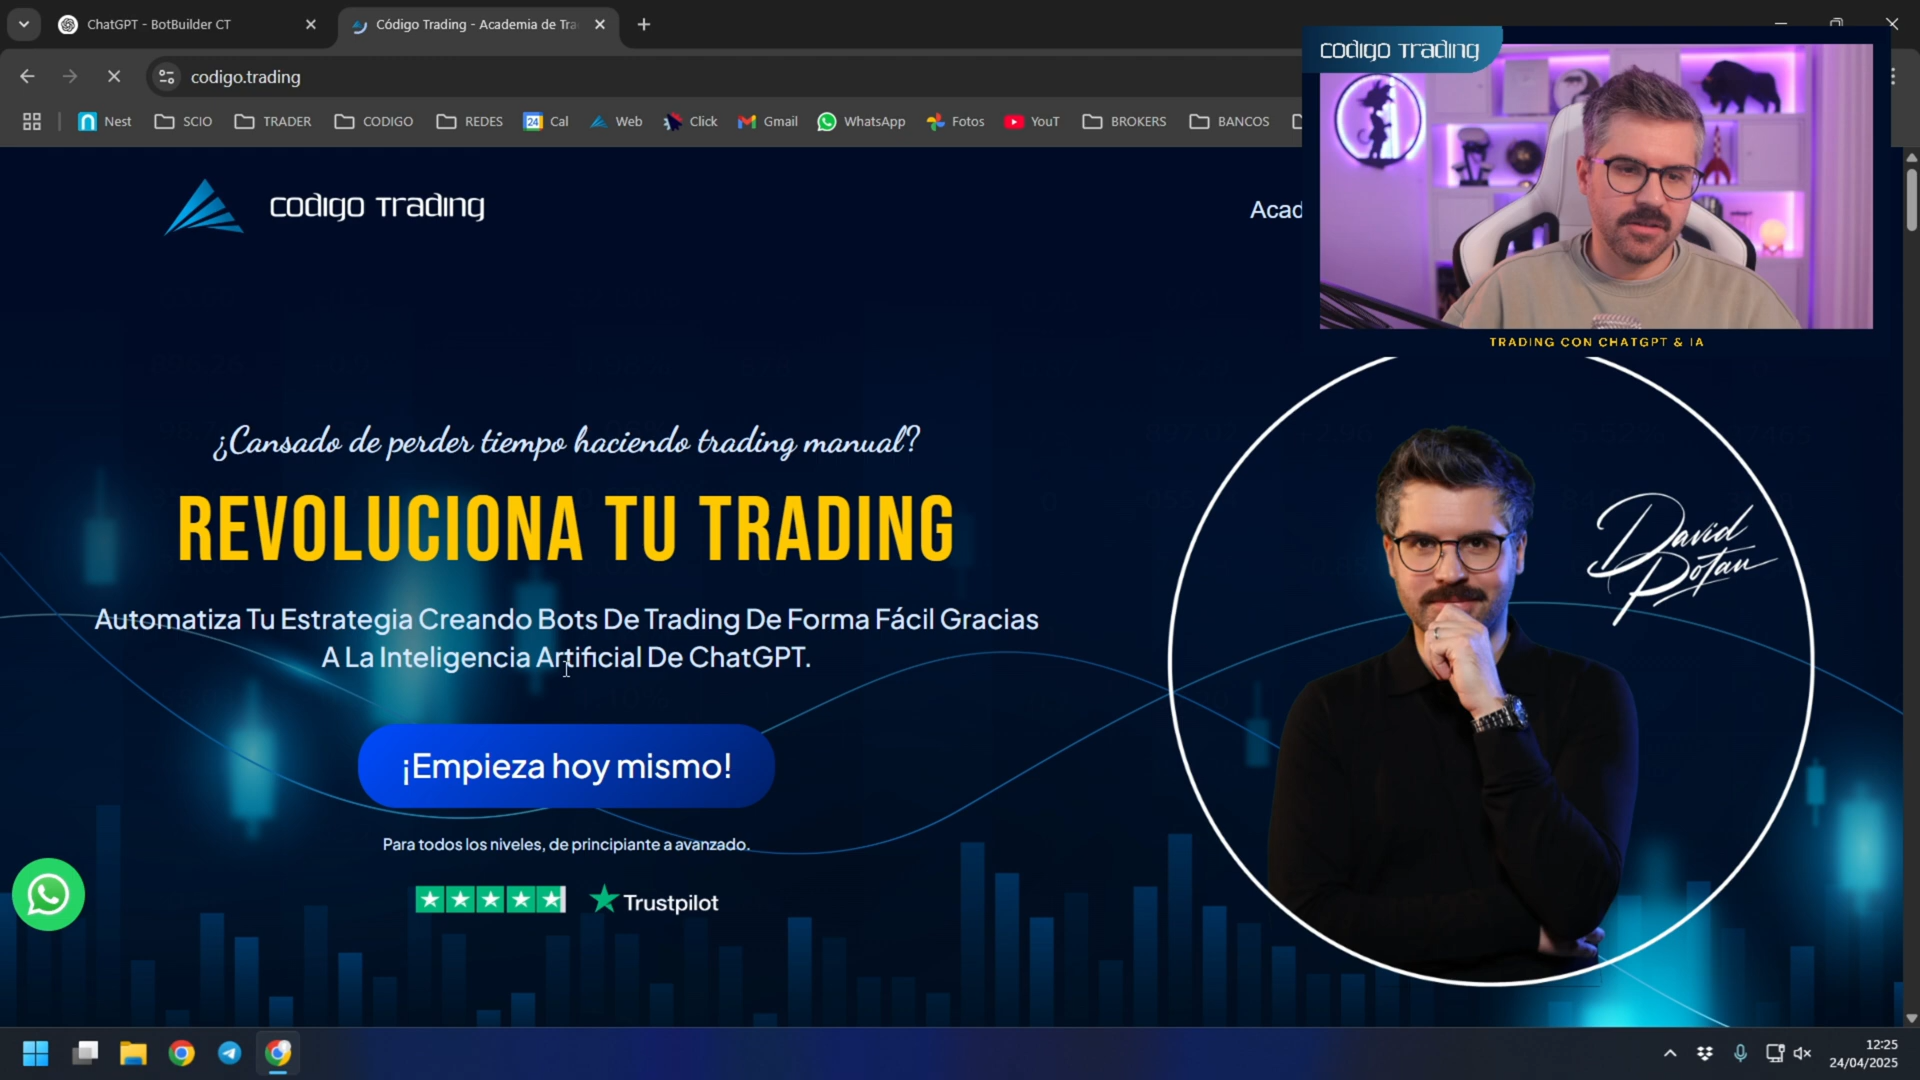 ChatGPT - BotBuilder CT
Código Trading - Academia de Tra
codigo.trading
Nest
SCIO
TRADER
CODIGO
REDES
24
Cal
Web
Click
Gmail
WhatsApp
Fotos
YouT
BROKERS
BANCOS
codigo Trading
TRADING CON CHATGPT & IA
codigo Trading
Acad
¿Cansado de perder tiempo haciendo trading manual?
REVOLUCIONA TU TRADING
Automatiza Tu Estrategia Creando Bots De Trading De Forma Fácil Gracias
A La Inteligencia Artificial De ChatGPT.
¡Empieza hoy mismo!
Para todos los niveles, de principiante a avanzado.
Trustpilot
David
Potau
12:25
24/04/2025